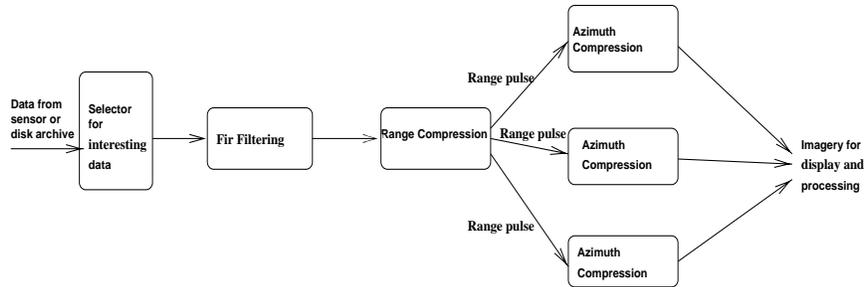 Data from
sensor or
disk archive
Selector
for
interesting
data
Fir Filtering
Range Compression
Range pulse
Range pulse
Range pulse
Azimuth
Compression
Azimuth
Compression
Azimuth
Compression
Imagery for
display and
processing